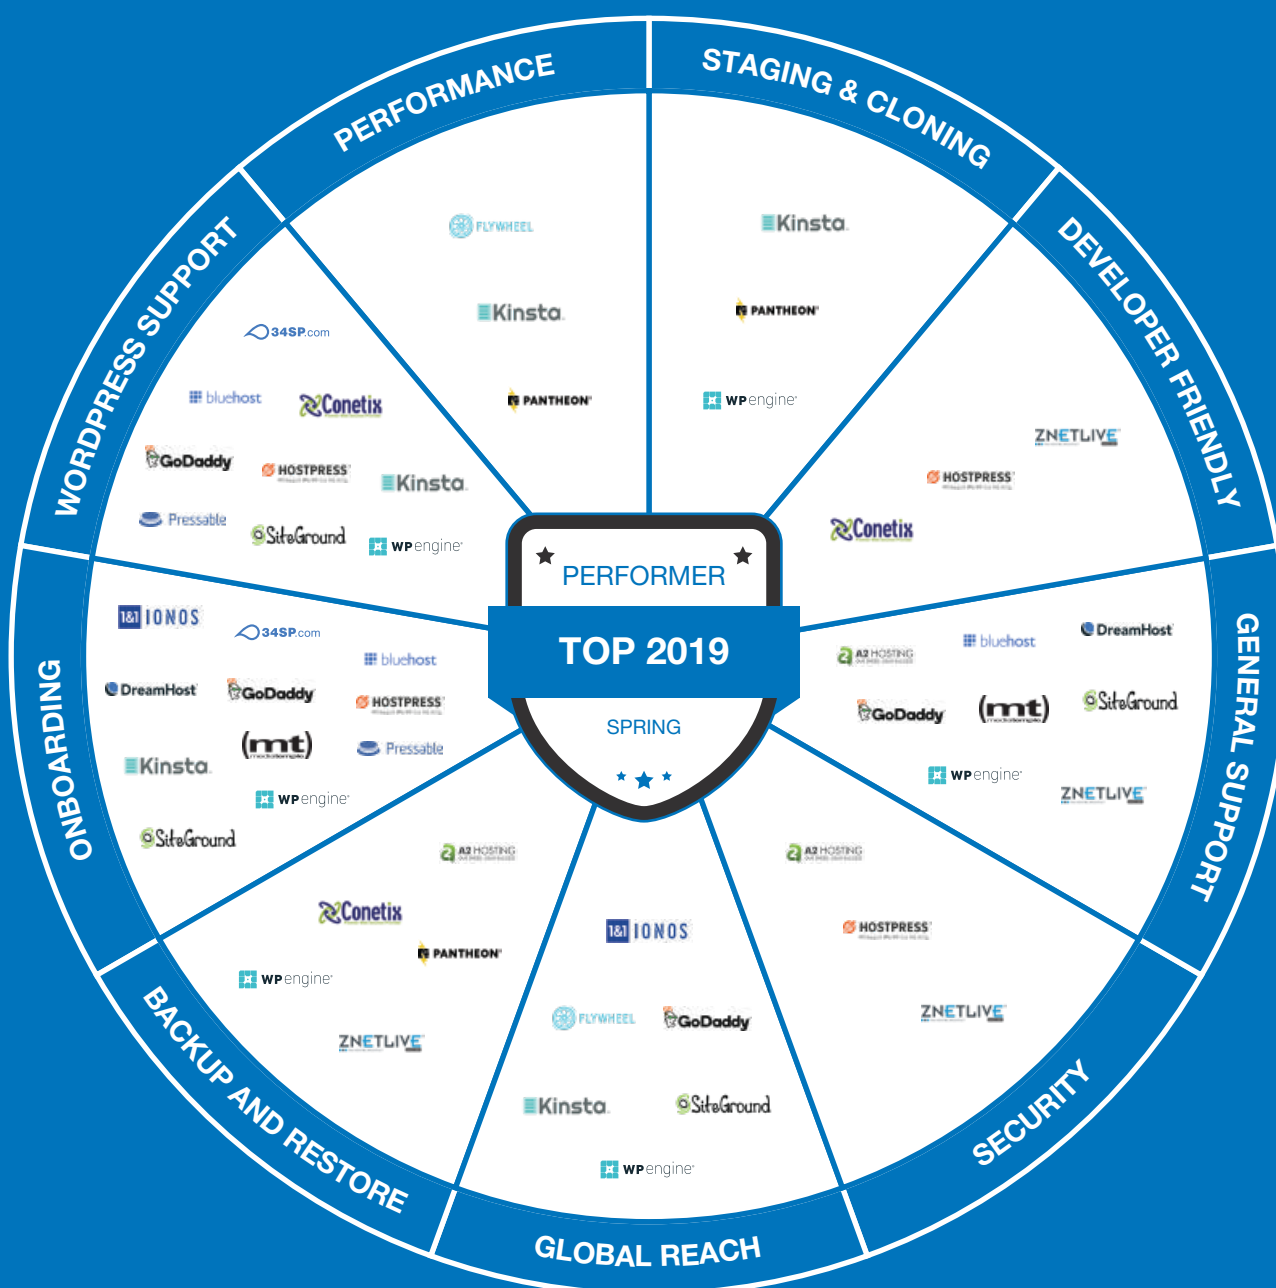 PERFORMANCE
FLYWHEEL
Kinsta
PANTHEON
STAGING & CLONING
Kinsta
PANTHEON
WP engine
DEVELOPER FRIENDLY
ZNETLIVE
HOSTPRESS
Conetix
GENERAL SUPPORT
DreamHost
bluehost
A2 HOSTING
SiteGround
(mt)
mediatemple
GoDaddy
WP engine
ZNETLIVE
SECURITY
A2 HOSTING
HOSTPRESS
ZNETLIVE
GLOBAL REACH
1&1 IONOS
FLYWHEEL
GoDaddy
Kinsta
SiteGround
WP engine
BACKUP AND RESTORE
A2 HOSTING
Conetix
PANTHEON
WP engine
ZNETLIVE
ONBOARDING
1&1 IONOS
34SP.com
bluehost
DreamHost
GoDaddy
HOSTPRESS
(mt)
mediatemple
Pressable
Kinsta
WP engine
SiteGround
WORDPRESS SUPPORT
34SP.com
bluehost
Conetix
GoDaddy
HOSTPRESS
Kinsta
Pressable
SiteGround
WP engine
PERFORMER
TOP 2019
SPRING